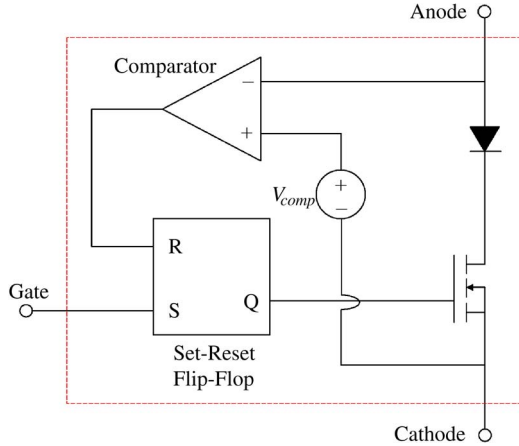 Anode
Comparator
−
+
+
V_comp
−
R
Gate
S
Q
Set-Reset
Flip-Flop
Cathode